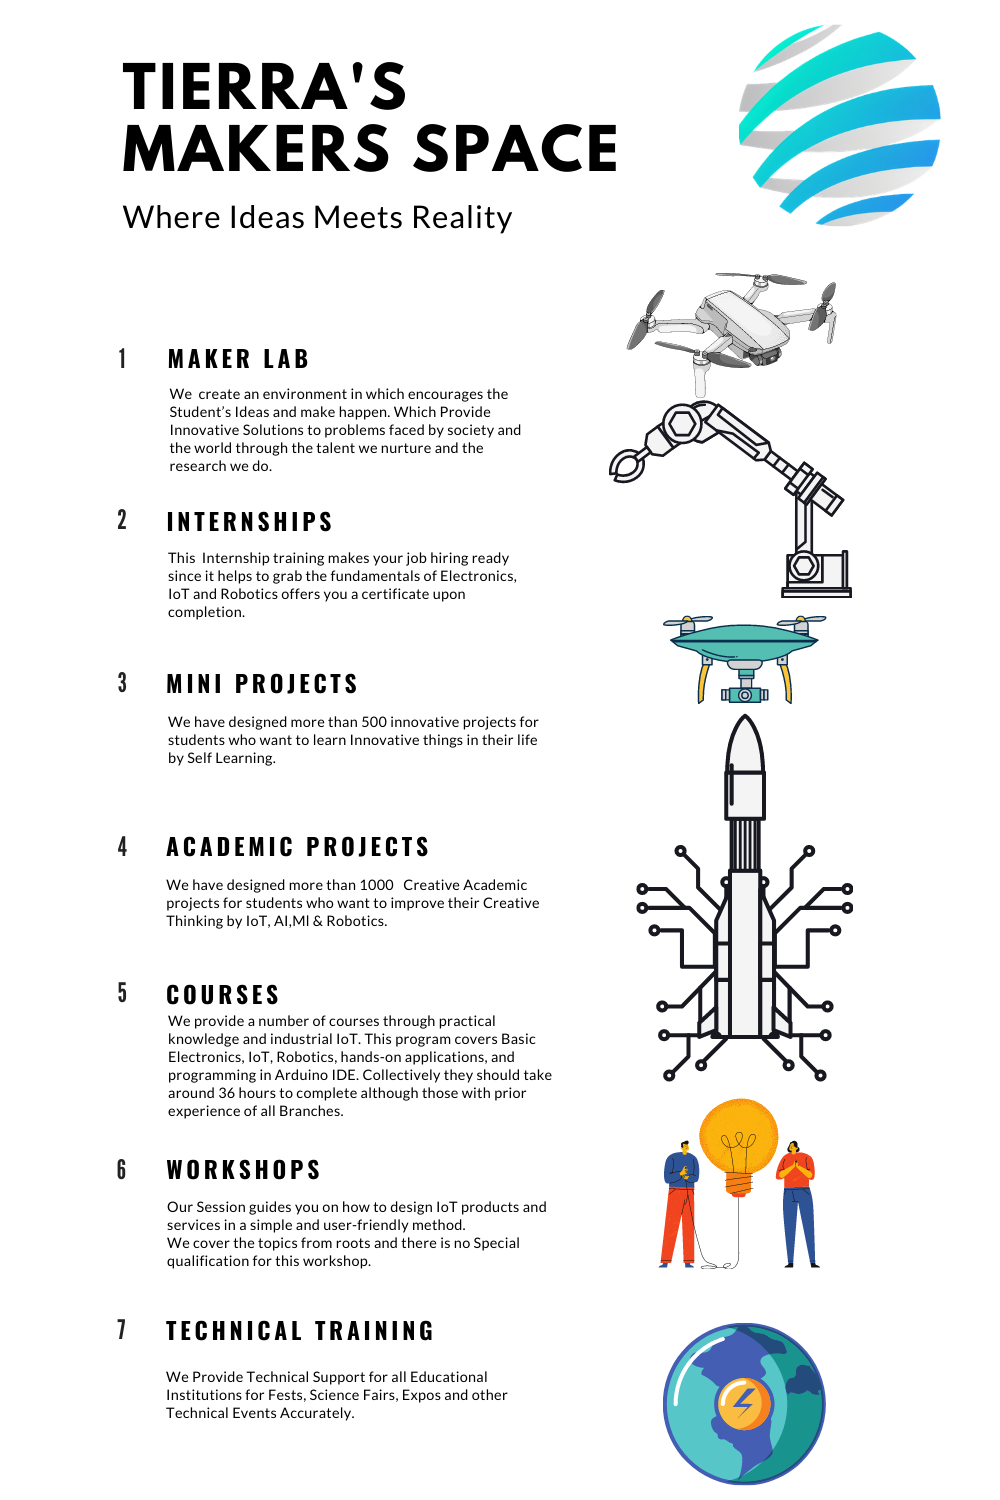 TIERRA'S
MAKERS SPACE
Where Ideas Meets Reality
1 MAKER LAB
We create an environment in which encourages the
Student's Ideas and make happen. Which Provide
Innovative Solutions to problems faced by society and
the world through the talent we nurture and the
research we do.
2 INTERNSHIPS
This Internship training makes your job hiring ready
since it helps to grab the fundamentals of Electronics,
IoT and Robotics offers you a certificate upon
completion.
3 MINI PROJECTS
We have designed more than 500 innovative projects for
students who want to learn Innovative things in their life
by Self Learning.
4 ACADEMIC PROJECTS
We have designed more than 1000 Creative Academic
projects for students who want to improve their Creative
Thinking by IoT, AI,Ml & Robotics.
5 COURSES
We provide a number of courses through practical
knowledge and industrial IoT. This program covers Basic
Electronics, IoT, Robotics, hands-on applications, and
programming in Arduino IDE. Collectively they should take
around 36 hours to complete although those with prior
experience of all Branches.
6 WORKSHOPS
Our Session guides you on how to design IoT products and
services in a simple and user-friendly method.
We cover the topics from roots and there is no Special
qualification for this workshop.
7 TECHNICAL TRAINING
We Provide Technical Support for all Educational
Institutions for Fests, Science Fairs, Expos and other
Technical Events Accurately.